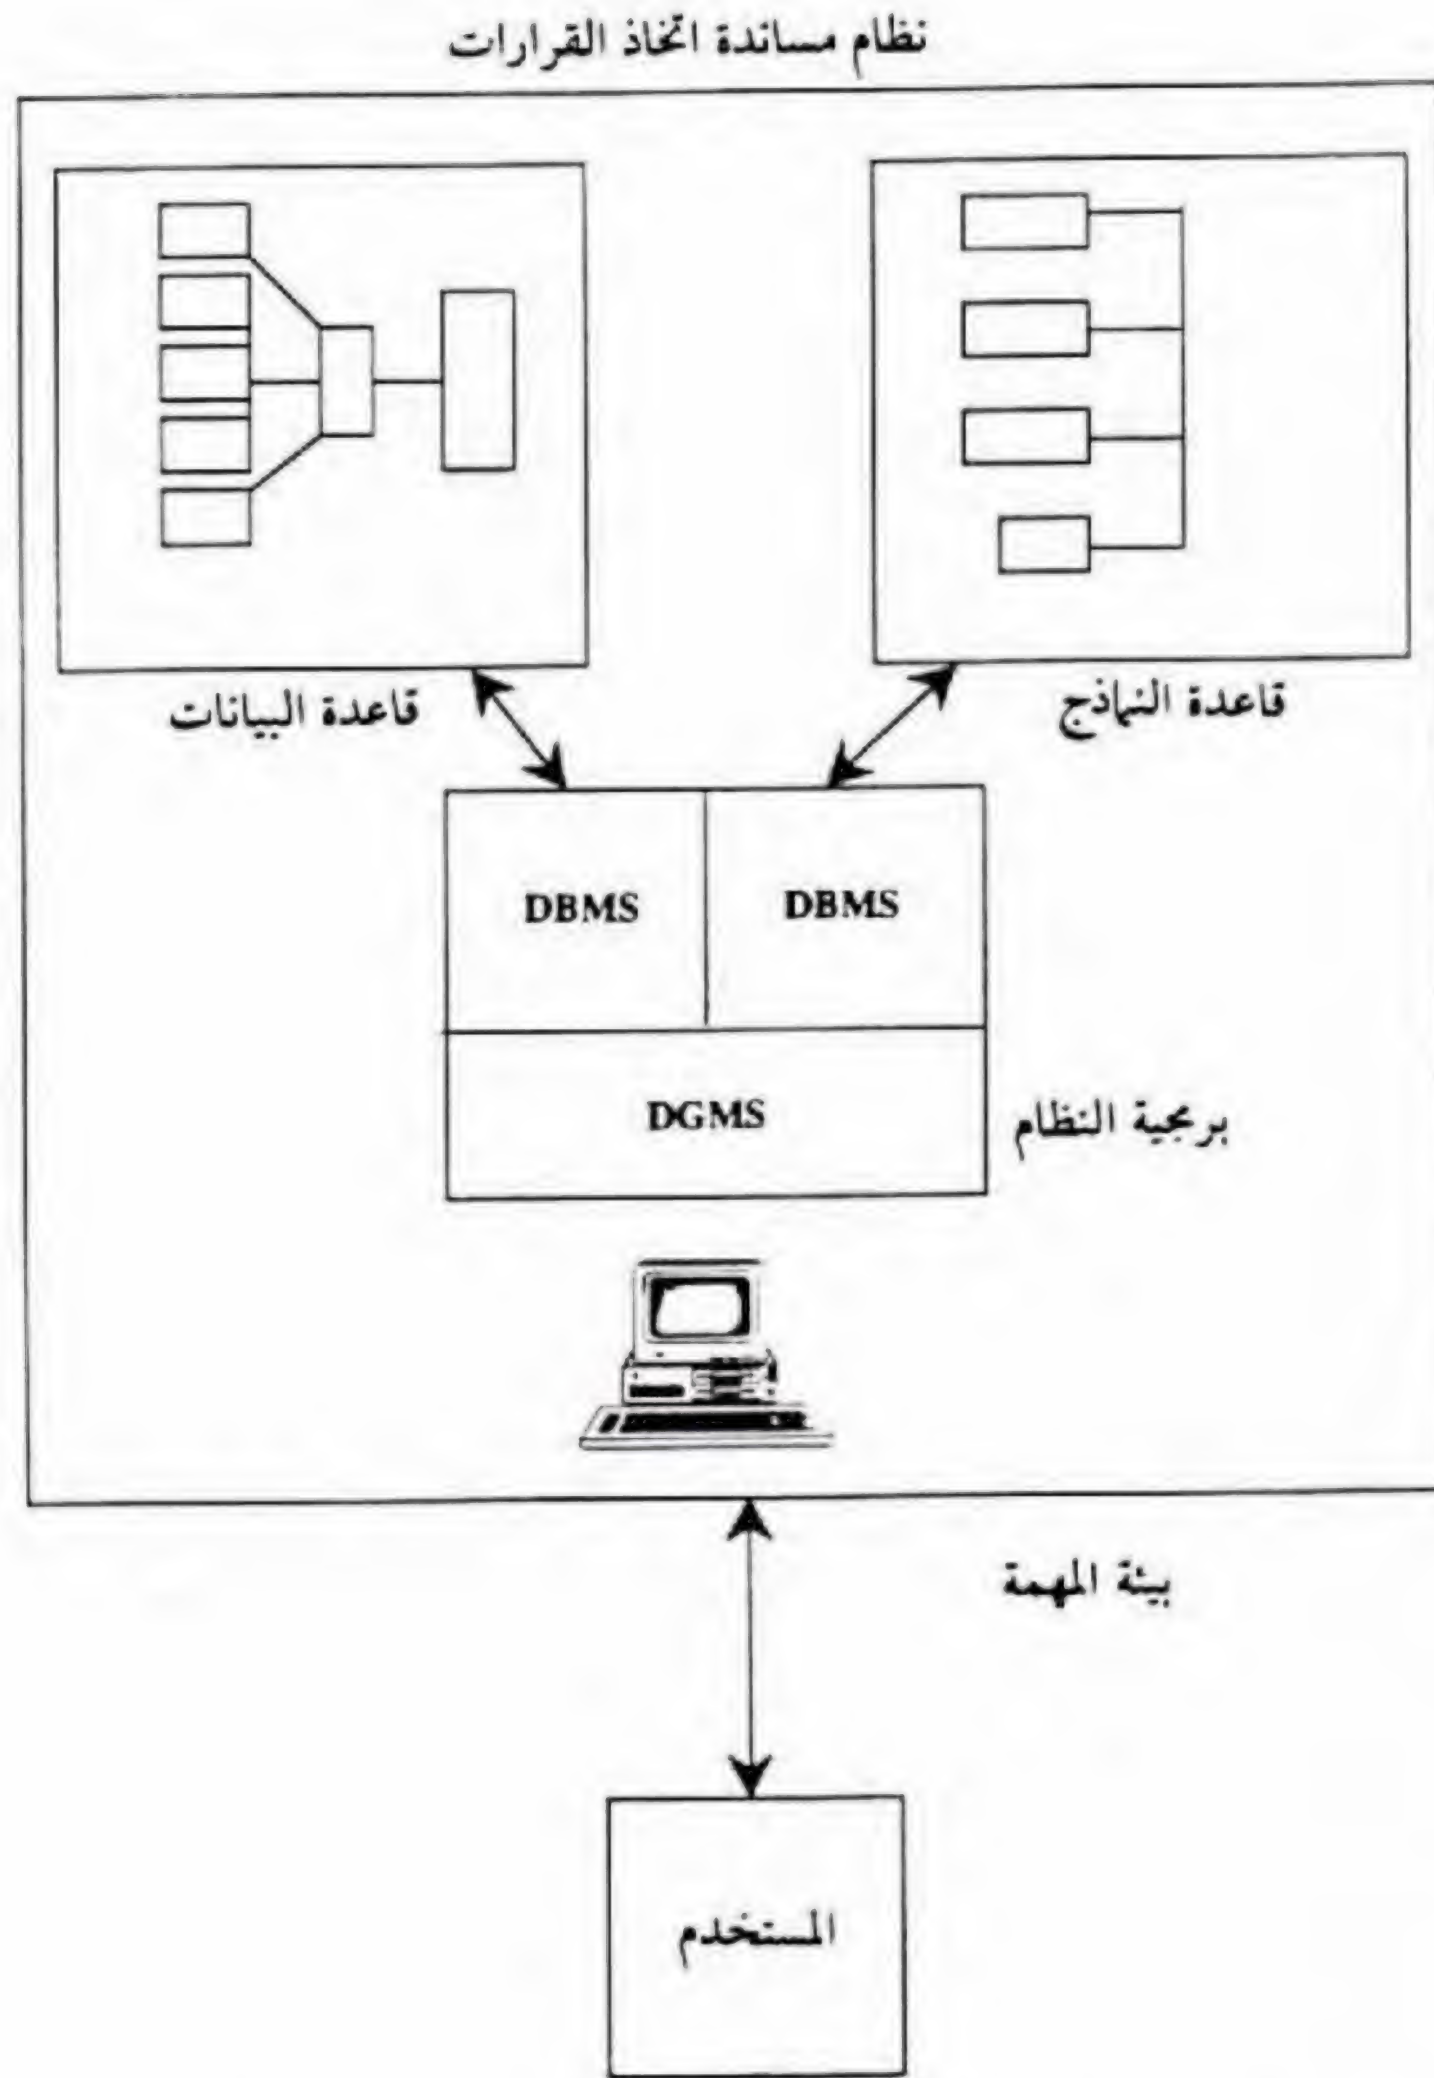 نظام مساندة اتخاذ القرارات
قاعدة النماذج
قاعدة البيانات
DBMS
DBMS
DGMS
برمجية النظام
بيئة المهمة
المستخدم